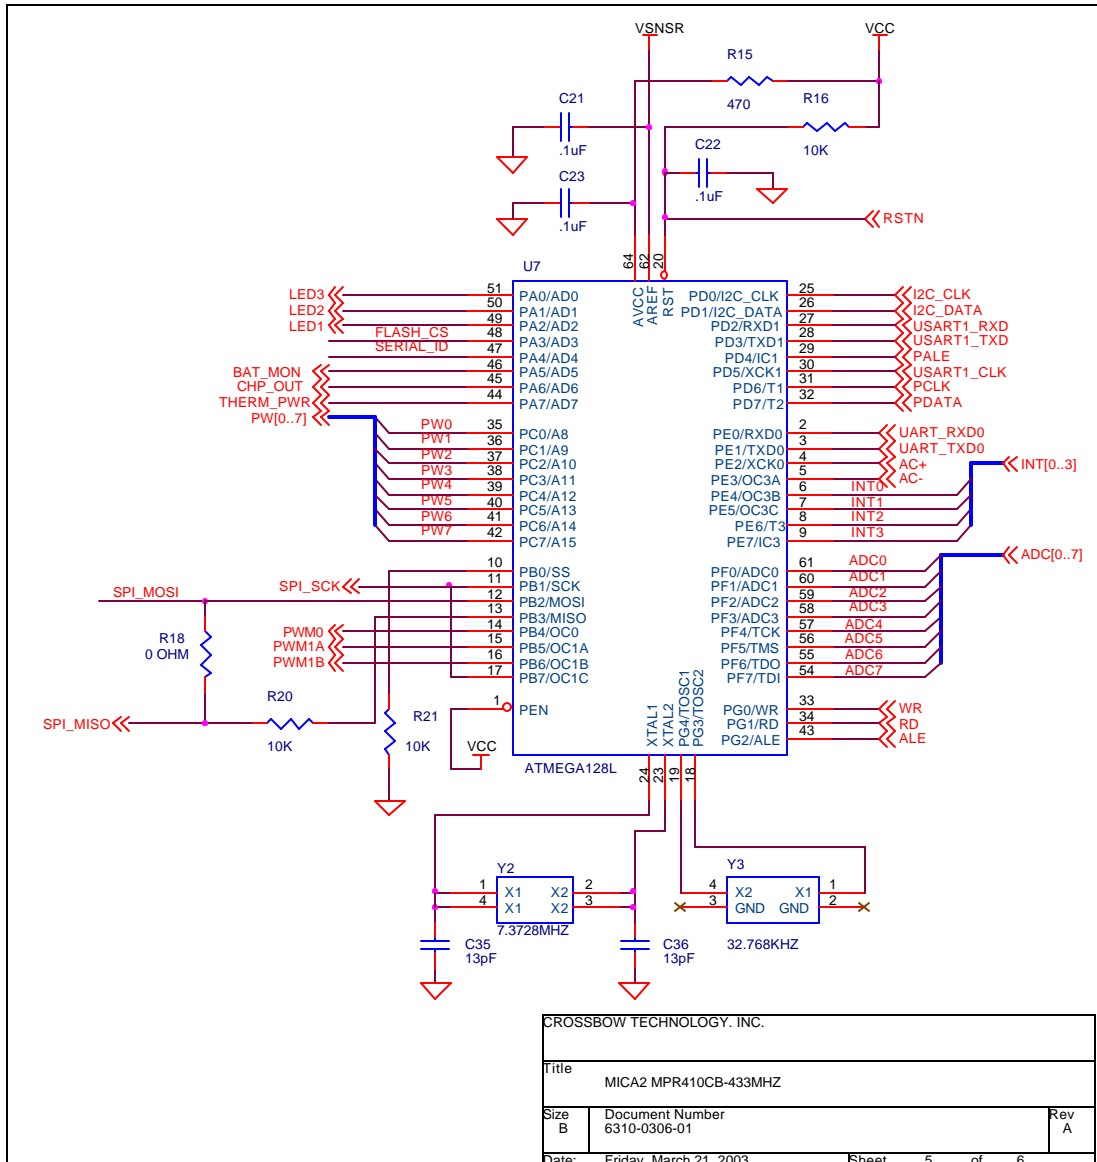 VSNSR VCC
R15
470
R16
10K
C21
.1uF
C22
.1uF
C23
.1uF
RSTN
64 62 20
U7
AVCC AREF RST
LED3 51 PA0/AD0
LED2 50 PA1/AD1
LED1 49 PA2/AD2
FLASH_CS 48 PA3/AD3
SERIAL_ID 47 PA4/AD4
BAT_MON 46 PA5/AD5
CHP_OUT 45 PA6/AD6
THERM_PWR 44 PA7/AD7
PW[0..7]
PW0 35 PC0/A8
PW1 36 PC1/A9
PW2 37 PC2/A10
PW3 38 PC3/A11
PW4 39 PC4/A12
PW5 40 PC5/A13
PW6 41 PC6/A14
PW7 42 PC7/A15
10 PB0/SS
SPI_SCK 11 PB1/SCK
SPI_MOSI 12 PB2/MOSI
13 PB3/MISO
PWM0 14 PB4/OC0
PWM1A 15 PB5/OC1A
PWM1B 16 PB6/OC1B
17 PB7/OC1C
1 PEN
PD0/I2C_CLK 25 I2C_CLK
PD1/I2C_DATA 26 I2C_DATA
PD2/RXD1 27 USART1_RXD
PD3/TXD1 28 USART1_TXD
PD4/IC1 29 PALE
PD5/XCK1 30 USART1_CLK
PD6/T1 31 PCLK
PD7/T2 32 PDATA
PE0/RXD0 2 UART_RXD0
PE1/TXD0 3 UART_TXD0
PE2/XCK0 4 AC+
PE3/OC3A 5 AC-
PE4/OC3B 6 INT0
PE5/OC3C 7 INT1
PE6/T3 8 INT2
PE7/IC3 9 INT3
INT[0..3]
ADC[0..7]
PF0/ADC0 61 ADC0
PF1/ADC1 60 ADC1
PF2/ADC2 59 ADC2
PF3/ADC3 58 ADC3
PF4/TCK 57 ADC4
PF5/TMS 56 ADC5
PF6/TDO 55 ADC6
PF7/TDI 54 ADC7
PG0/WR 33 WR
PG1/RD 34 RD
PG2/ALE 43 ALE
XTAL1 XTAL2 PG4/TOSC1 PG3/TOSC2
24 23 19 18
R18
0 OHM
SPI_MISO
R20
10K
R21
10K
VCC
ATMEGA128L
Y2
1 X1 X2 2
4 X1 X2 3
7.3728MHZ
Y3
4 X2 X1 1
3 GND GND 2
32.768KHZ
C35
13pF
C36
13pF
CROSSBOW TECHNOLOGY. INC.
Title
MICA2 MPR410CB-433MHZ
Size Document Number Rev
B 6310-0306-01 A
Date: Friday, March 21, 2003 Sheet 5 of 6